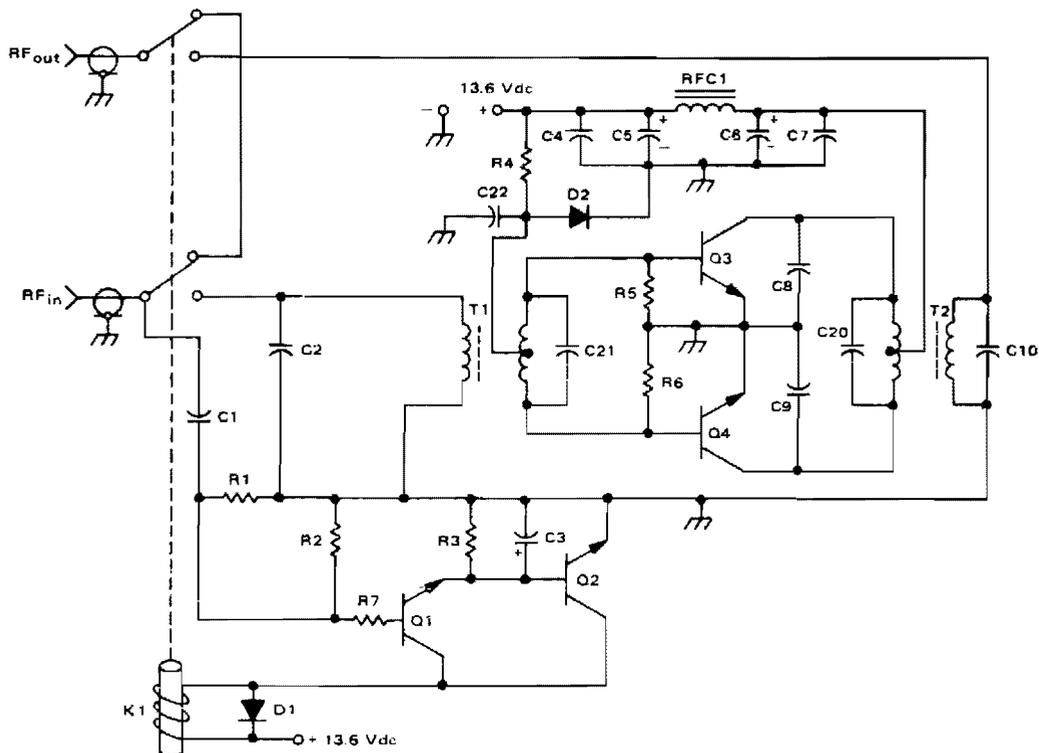 RFout
RFC1
13.6 Vdc
−
+
C4
C5
+
−
C6
+
−
C7
R4
C22
D2
Q3
R5
C8
RFin
T1
C2
C21
C20
T2
C10
R6
C9
C1
Q4
R1
R2
R3
C3
+
Q2
R7
Q1
K1
D1
+ 13.6 Vdc